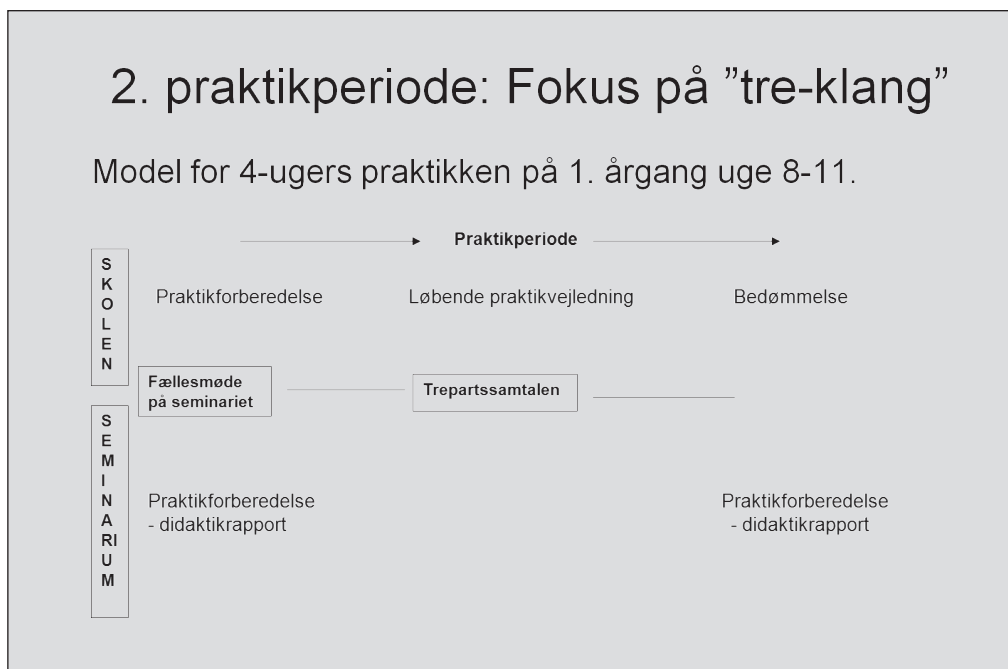 2. praktikperiode: Fokus på ”tre-klang”
Model for 4-ugers praktikken på 1. årgang uge 8-11.
Praktikperiode
S
K
O
L
E
N
Praktikforberedelse
Løbende praktikvejledning
Bedømmelse
Fællesmøde
på seminariet
Trepartssamtalen
S
E
M
I
N
A
RI
U
M
Praktikforberedelse
- didaktikrapport
Praktikforberedelse
- didaktikrapport